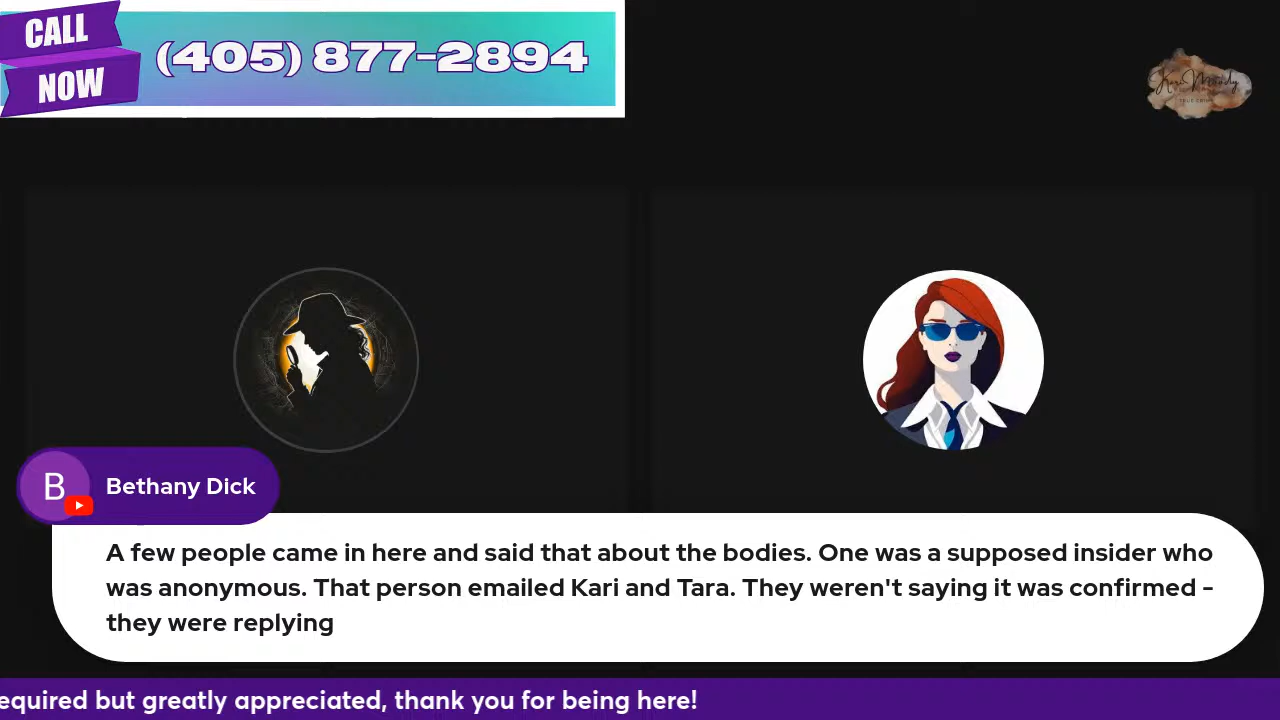 CALL
NOW
(405) 877-2894
TRUE CRIME
Bethany Dick
B
A few people came in here and said that about the bodies. One was a supposed insider who
was anonymous. That person emailed Kari and Tara. They weren't saying it was confirmed -
they were replying
equired but greatly appreciated, thank you for being here!